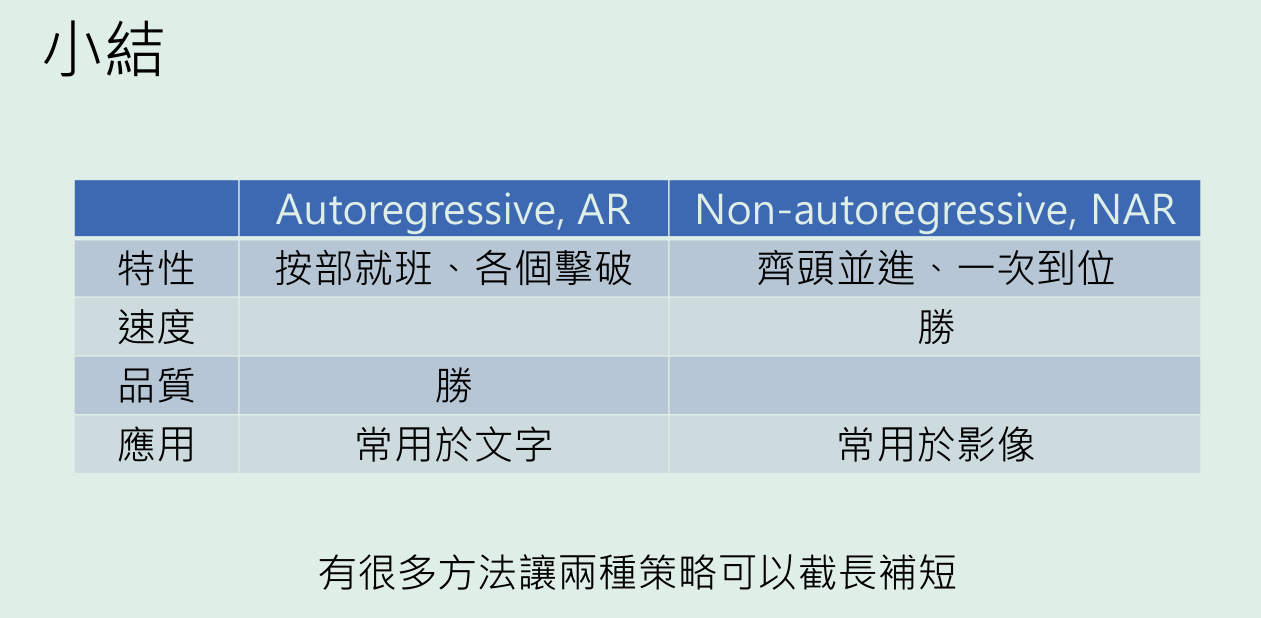 小結
Autoregressive, AR Non-autoregressive, NAR
特性 按部就班、各個擊破 齊頭並進、一次到位
速度 勝
品質 勝
應用 常用於文字 常用於影像
有很多方法讓兩種策略可以截長補短